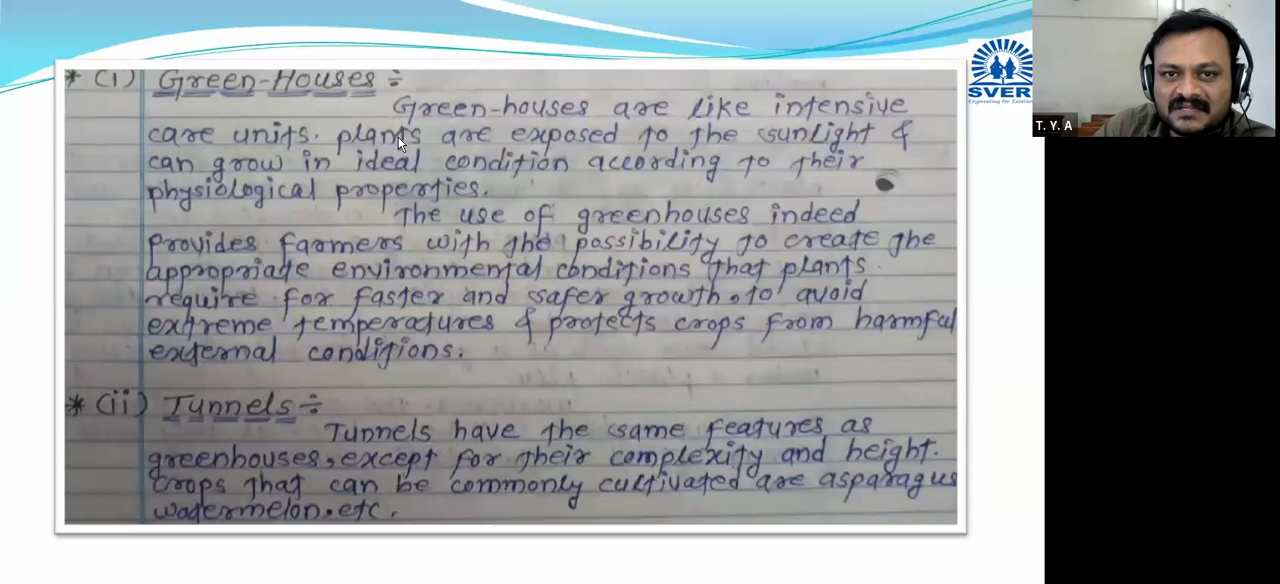 * (i) Green-Houses ÷
Green-houses are like intensive
care units. plants are exposed to the sunlight &
can grow in ideal condition according to their
physiological properties.
The use of greenhouses indeed
provides farmers with the possibility to create the
appropriate environmental conditions that plants
require for faster and safer growth, to avoid
extreme temperatures & protects crops from harmful
external conditions.
* (ii) Tunnels ÷
Tunnels have the same features as
greenhouses, except for their complexity and height.
crops that can be commonly cultivated are asparagus
watermelon. etc.
SVER
Engineering for Excellen
T. Y. A